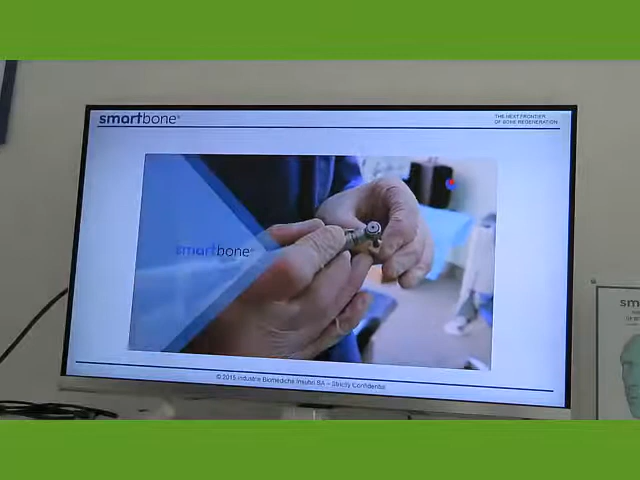 smartbone®
THE NEXT FRONTIER
OF BONE REGENERATION
smartbone®
© 2015 Industrie Biomediche Insubri SA – Strictly Confidential
sm